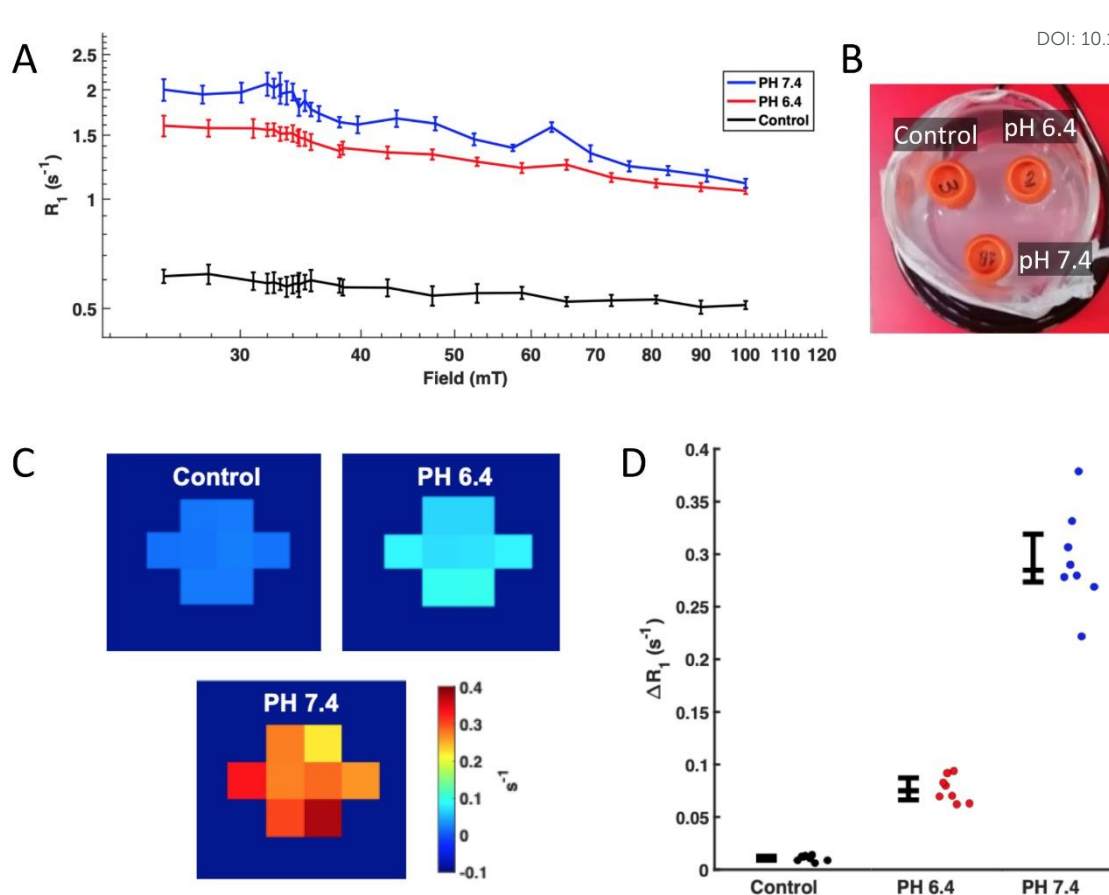 DOI: 10.1
A
2.5
2
1.5
1
0.5
R1 (s-1)
30
40
50
60
70
80
90
100
110
120
Field (mT)
PH 7.4
PH 6.4
Control
B
Control
pH 6.4
pH 7.4
3
2
C
Control
PH 6.4
PH 7.4
0.4
0.3
0.2
0.1
0
-0.1
s-1
D
0.4
0.35
0.3
0.25
0.2
0.15
0.1
0.05
0
ΔR1 (s-1)
Control
PH 6.4
PH 7.4